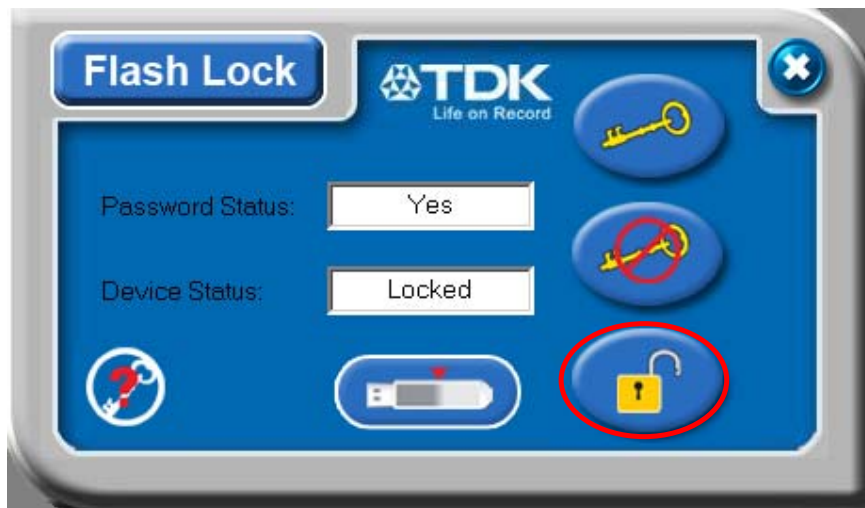 Flash Lock
TDK
Life on Record
Password Status: Yes
Device Status: Locked
?